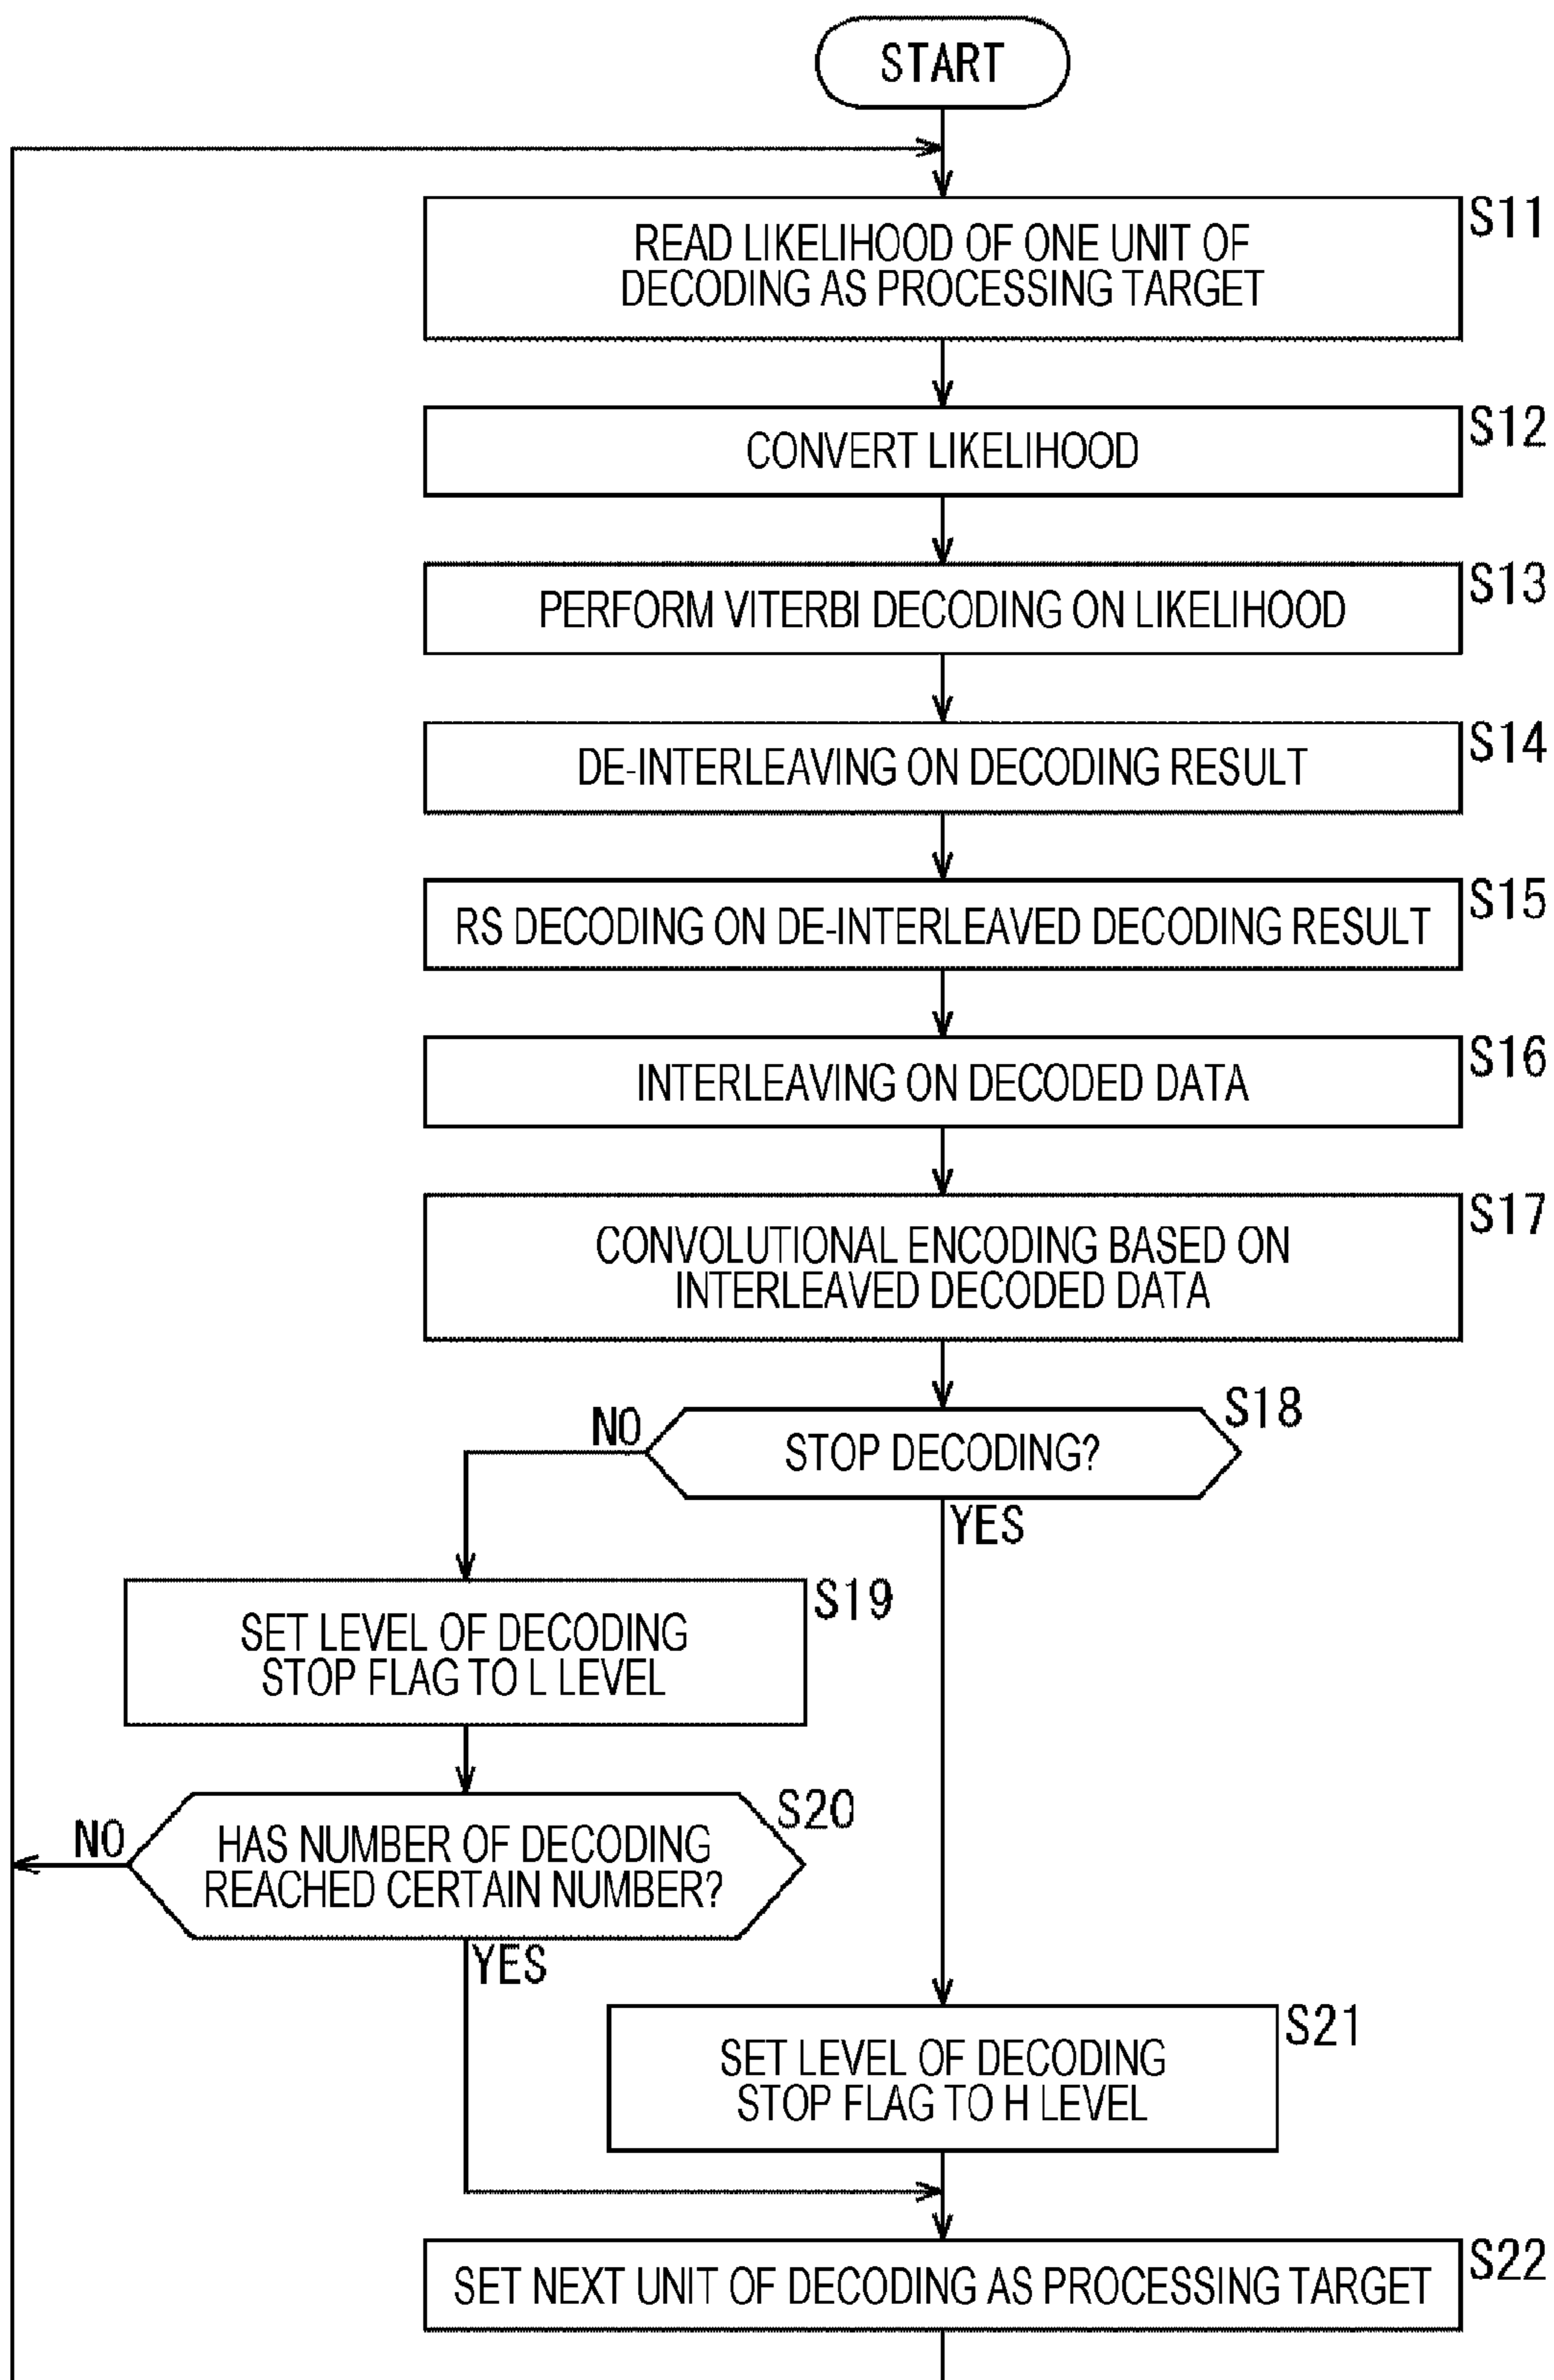 START
S11
READ LIKELIHOOD OF ONE UNIT OF
DECODING AS PROCESSING TARGET
S12
CONVERT LIKELIHOOD
S13
PERFORM VITERBI DECODING ON LIKELIHOOD
S14
DE-INTERLEAVING ON DECODING RESULT
S15
RS DECODING ON DE-INTERLEAVED DECODING RESULT
S16
INTERLEAVING ON DECODED DATA
S17
CONVOLUTIONAL ENCODING BASED ON
INTERLEAVED DECODED DATA
S18
NO
STOP DECODING?
YES
S19
SET LEVEL OF DECODING
STOP FLAG TO L LEVEL
S20
NO
HAS NUMBER OF DECODING
REACHED CERTAIN NUMBER?
YES
S21
SET LEVEL OF DECODING
STOP FLAG TO H LEVEL
S22
SET NEXT UNIT OF DECODING AS PROCESSING TARGET